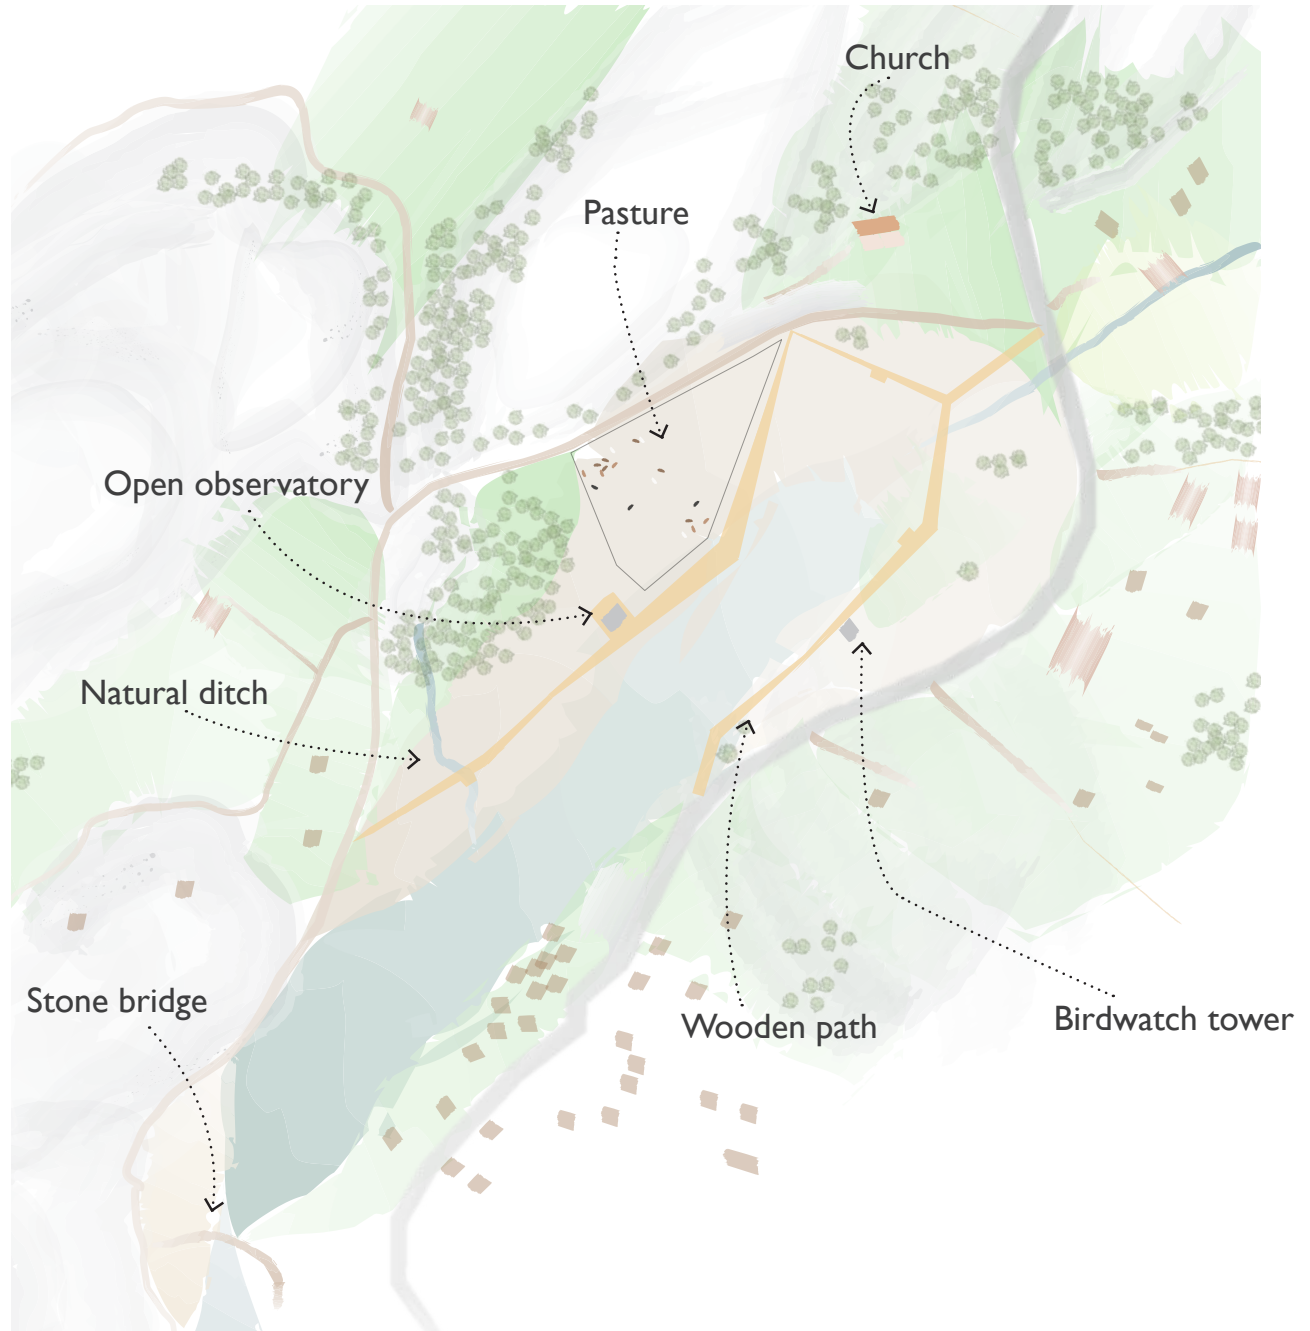 Church
Pasture
Open observatory
Natural ditch
Stone bridge
Wooden path
Birdwatch tower